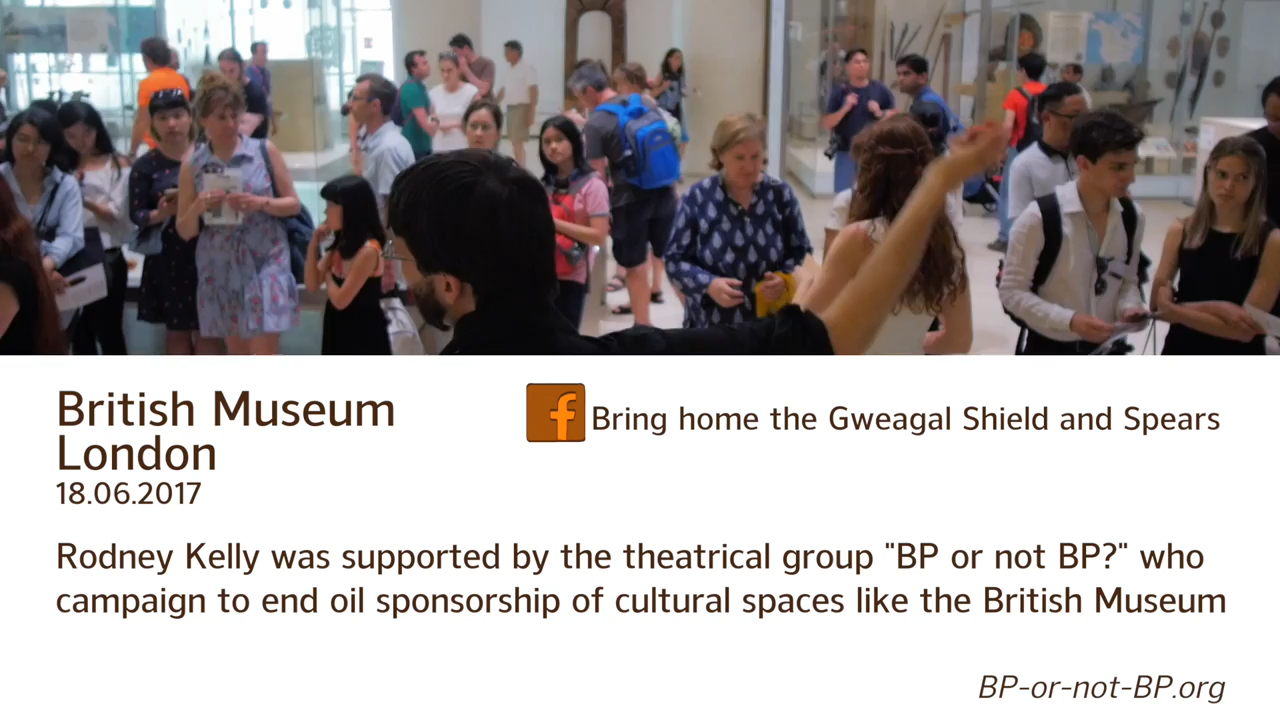 British Museum
London
18.06.2017
f Bring home the Gweagal Shield and Spears
Rodney Kelly was supported by the theatrical group "BP or not BP?" who
campaign to end oil sponsorship of cultural spaces like the British Museum
BP-or-not-BP.org